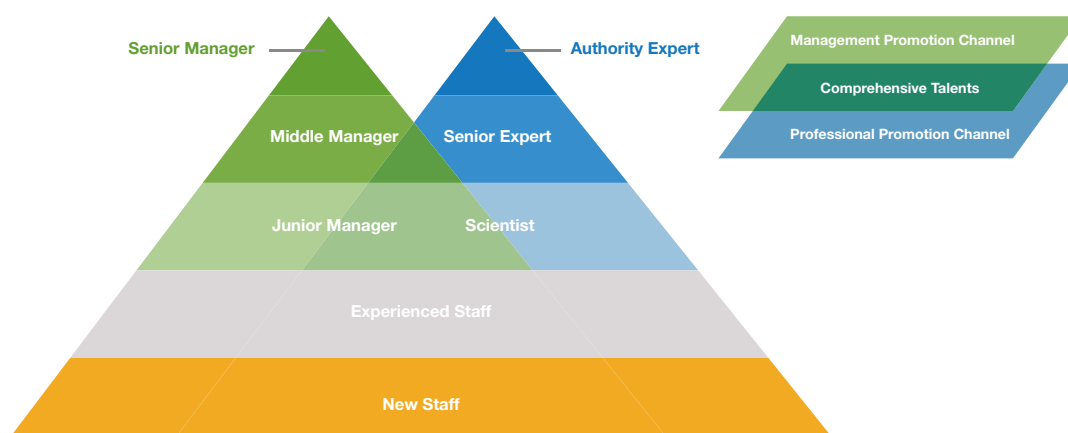 Senior Manager
Authority Expert
Management Promotion Channel
Comprehensive Talents
Professional Promotion Channel
Middle Manager
Senior Expert
Junior Manager
Scientist
Experienced Staff
New Staff